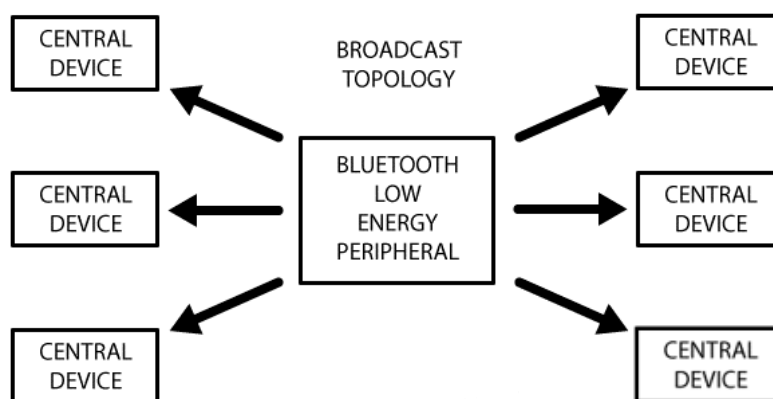 CENTRAL
DEVICE
BROADCAST
TOPOLOGY
CENTRAL
DEVICE
CENTRAL
DEVICE
BLUETOOTH
LOW
ENERGY
PERIPHERAL
CENTRAL
DEVICE
CENTRAL
DEVICE
CENTRAL
DEVICE